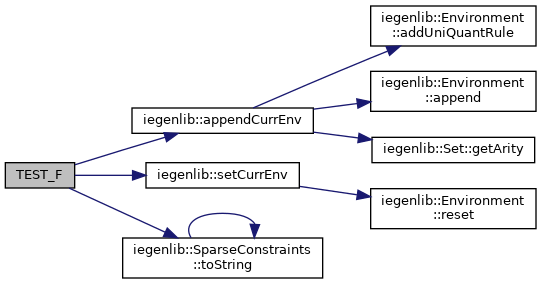 TEST_F
iegenlib::appendCurrEnv
iegenlib::Environment
::addUniQuantRule
iegenlib::Environment
::append
iegenlib::Set::getArity
iegenlib::setCurrEnv
iegenlib::Environment
::reset
iegenlib::SparseConstraints
::toString